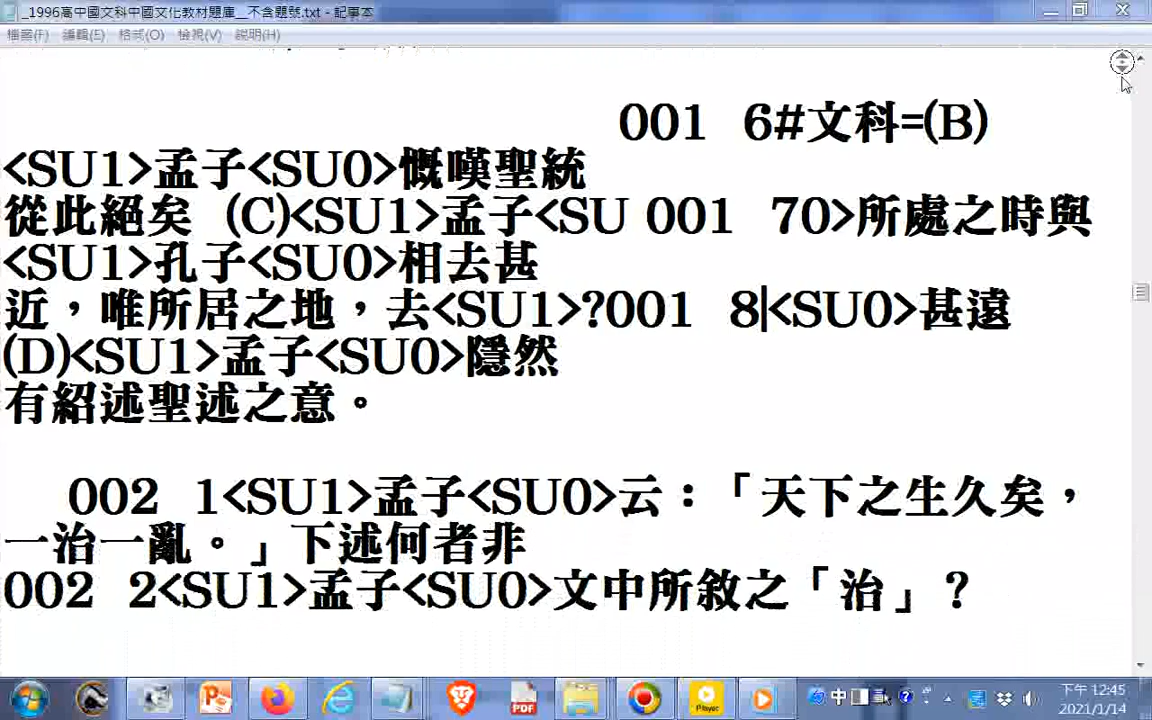 _1996高中國文科中國文化教材題庫__不含題號.txt - 記事本
檔案(F) 編輯(E) 格式(O) 檢視(V) 說明(H)
001 6#文科=(B)
<SU1>孟子<SU0>慨嘆聖統
從此絕矣 (C)<SU1>孟子<SU 001 70>所處之時與
<SU1>孔子<SU0>相去甚
近，唯所居之地，去<SU1>?001 8<SU0>甚遠
(D)<SU1>孟子<SU0>隱然
有紹述聖述之意。
002 1<SU1>孟子<SU0>云：「天下之生久矣，
一治一亂。」下述何者非
002 2<SU1>孟子<SU0>文中所敘之「治」？
PDF
Player
中
下午 12:45
2021/1/14